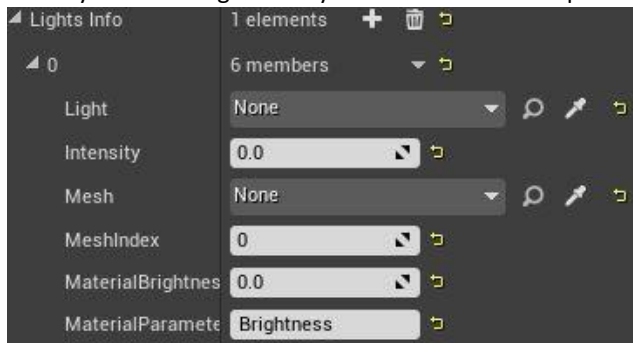 Lights Info 1 elements
0 6 members
Light None
Intensity 0.0
Mesh None
MeshIndex 0
MaterialBrightnes 0.0
MaterialParamete Brightness